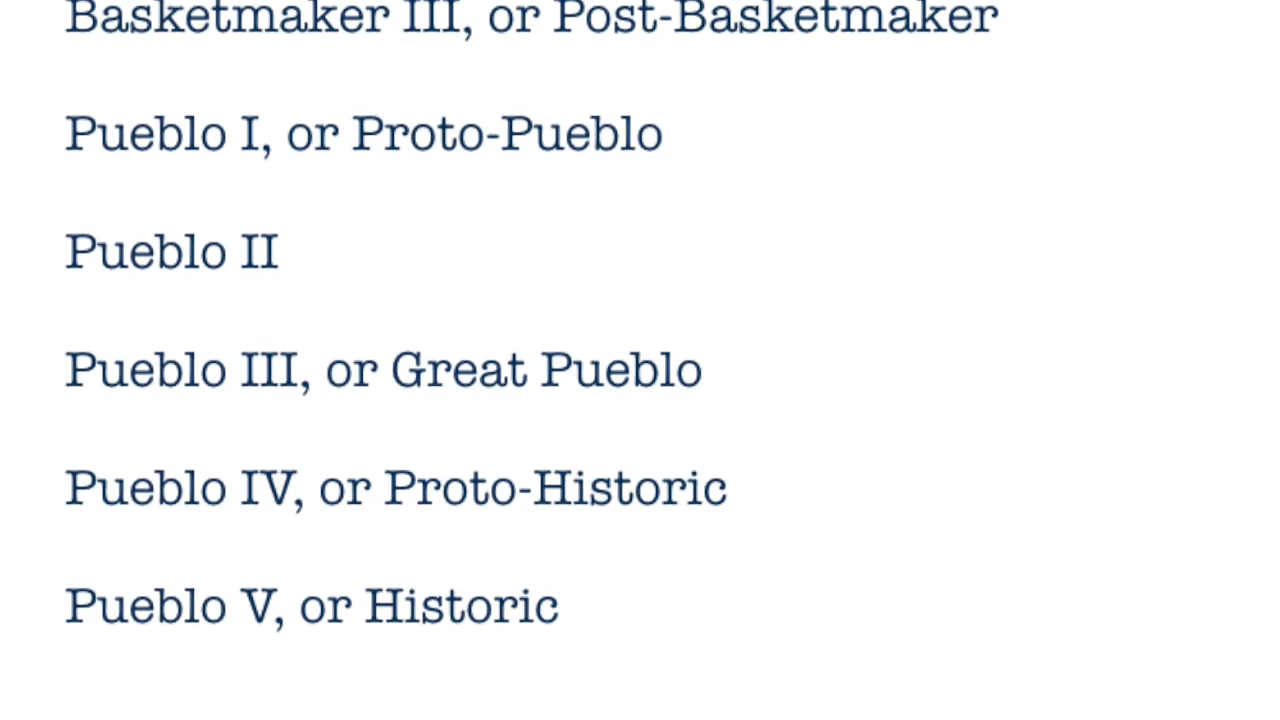 Basketmaker III, or Post-Basketmaker
Pueblo I, or Proto-Pueblo
Pueblo II
Pueblo III, or Great Pueblo
Pueblo IV, or Proto-Historic
Pueblo V, or Historic